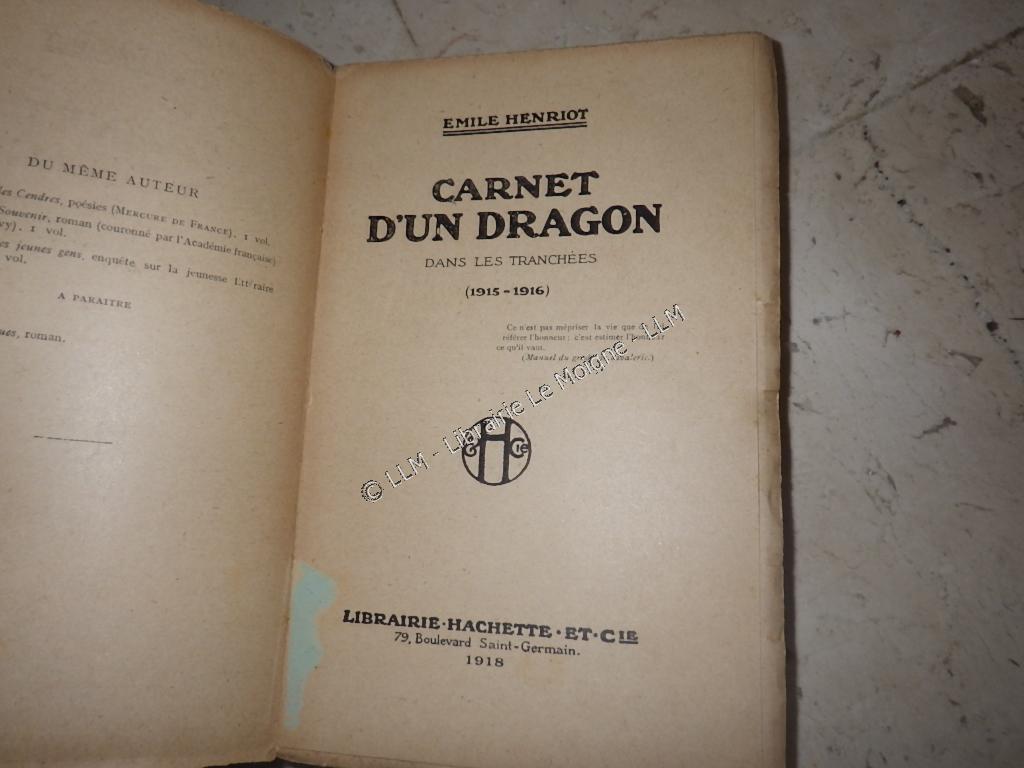 DU MÊME AUTEUR
les Cendres, poésies (MERCURE DE FRANCE). 1 vol.
Souvenir, roman (couronné par l'Académie française)
1 vol.
es jeunes gens, enquête sur la jeunesse littéraire
vol.
A PARAITRE
roman.
EMILE HENRIOT
CARNET
D'UN DRAGON
DANS LES TRANCHÉES
(1915-1916)
Ce n'est pas mépriser la vie que
référer l'honneur ; c'est estimer
ce qu'il vaut.
(Manuel du
H
& Cie
LIBRAIRIE·HACHETTE·ET·CIE
79, Boulevard Saint-Germain.
1918
© LLM - Librairie Le Moigne LLM